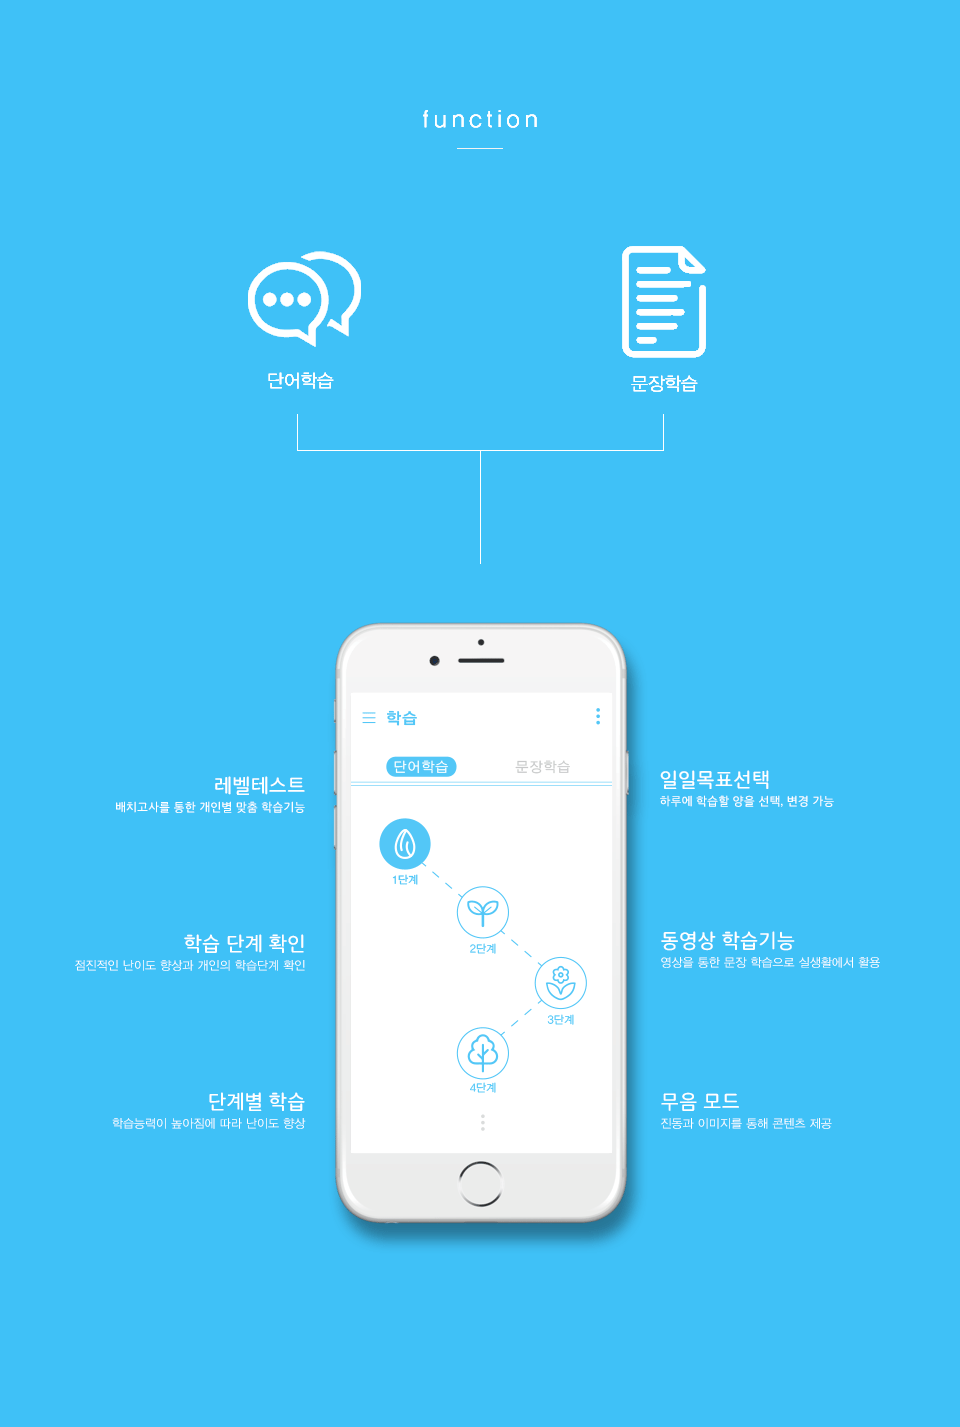 function
단어학습
문장학습
학습
단어학습
문장학습
1단계
2단계
3단계
4단계
레벨테스트
배치고사를 통한 개인별 맞춤 학습기능
학습 단계 확인
점진적인 난이도 향상과 개인의 학습단계 확인
단계별 학습
학습능력이 높아짐에 따라 난이도 향상
일일목표선택
하루에 학습할 양을 선택, 변경 가능
동영상 학습기능
영상을 통한 문장 학습으로 실생활에서 활용
무음 모드
진동과 이미지를 통해 콘텐츠 제공